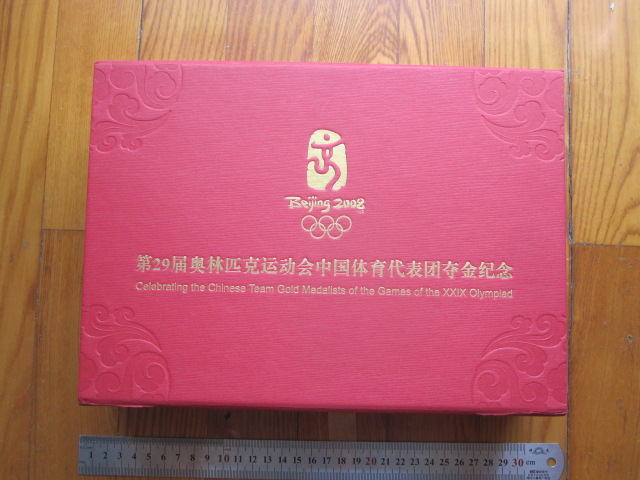 Beijing 2008
第29届奥林匹克运动会中国体育代表团夺金纪念
Celebrating the Chinese Team Gold Medalists of the Games of the XXIX Olympiad
1 2 3 4 5 6 7 8 9 10 11 12 13 14 15 16 17 18 19 20 21 22 23 24 25 26 27 28 29 30 cm